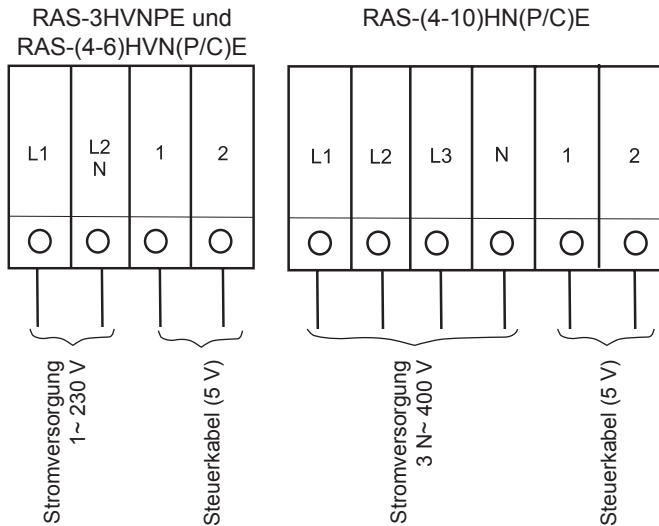 RAS-3HVNPE und
RAS-(4-6)HVN(P/C)E
L1
L2
N
1
2
Stromversorgung
1~ 230 V
Steuerkabel (5 V)
RAS-(4-10)HN(P/C)E
L1
L2
L3
N
1
2
Stromversorgung
3 N~ 400 V
Steuerkabel (5 V)